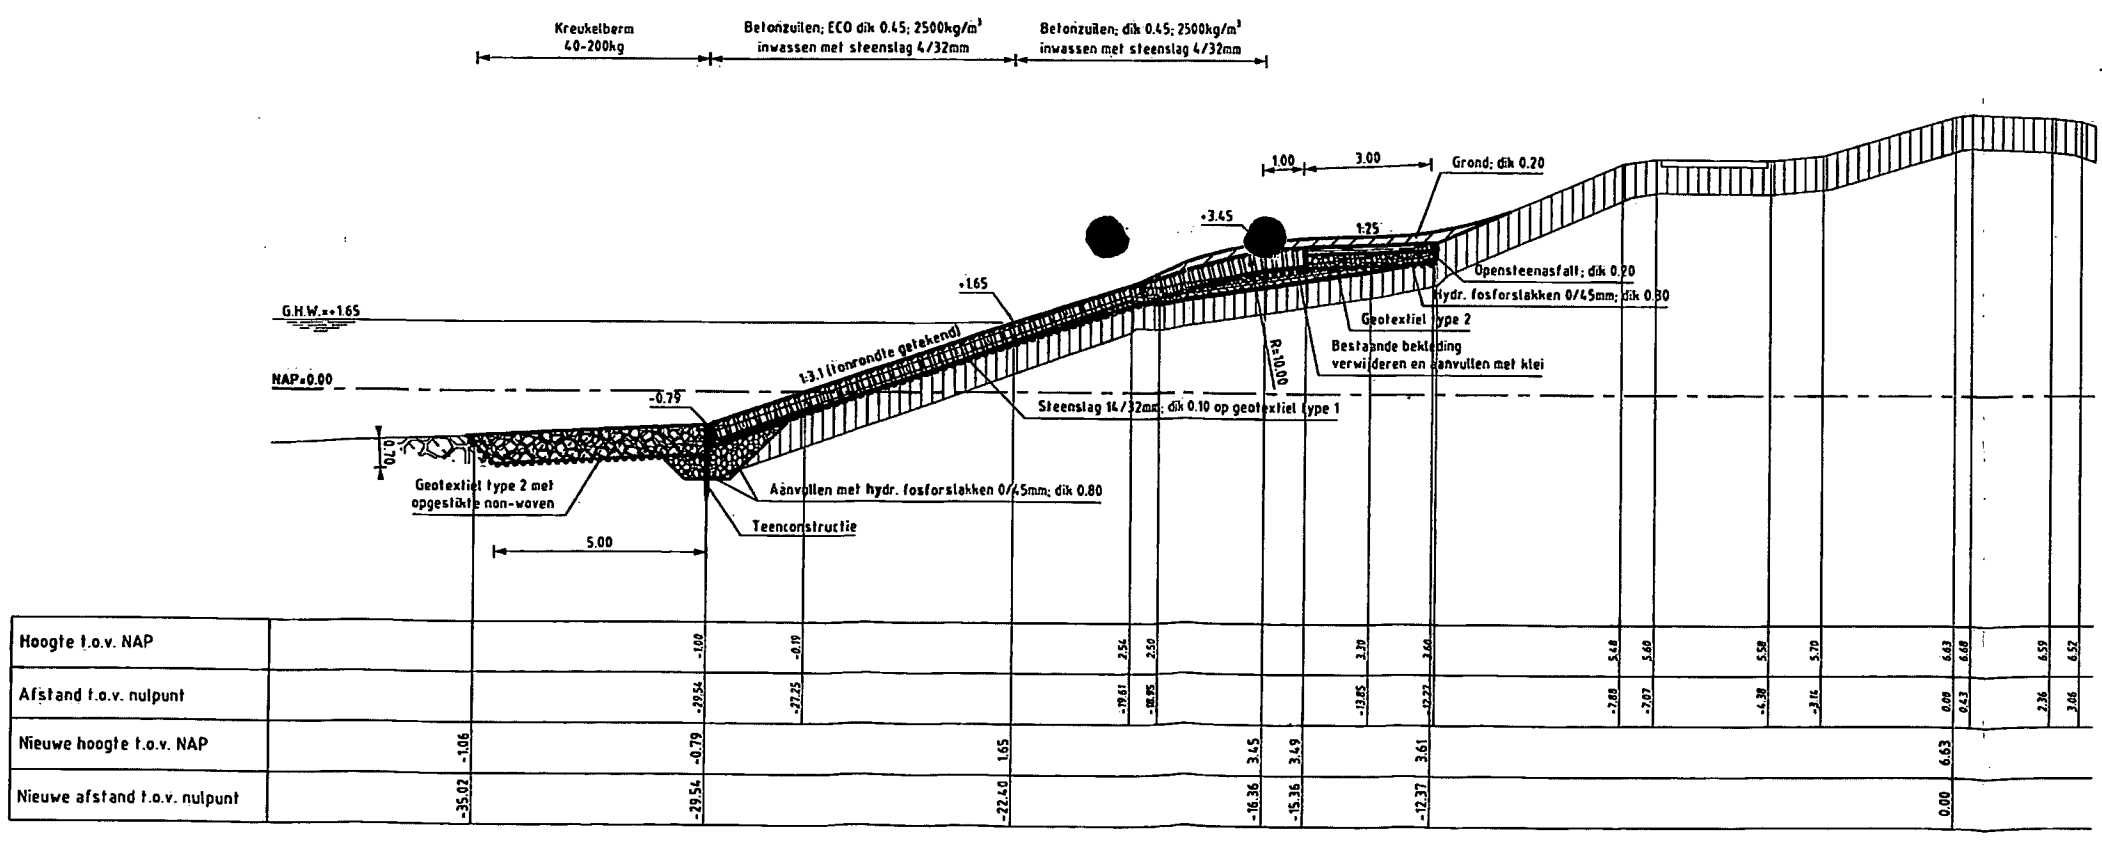 Kreukelberm
40-200kg
Betonzuilen; ECO dik 0.45; 2500kg/m³
inwassen met steenslag 4/32mm
Betonzuilen; dik 0.45; 2500kg/m³
inwassen met steenslag 4/32mm
1.00
3.00
Grond; dik 0.20
+3.45
1:25
Opensteenasfalt; dik 0.20
+1.65
Hydr. fosforslakken 0/45mm; dik 0.80
G.H.W.=+1.65
Geotextiel type 2
Bestaande bekleding
verwijderen en aanvullen met klei
R=10.00
1:3.1 (tonrondte getekend)
NAP=0.00
-0.79
Steenslag 14/32mm; dik 0.10 op geotextiel type 1
0.70
Geotextiel type 2 met
opgestikte non-woven
Aanvullen met hydr. fosforslakken 0/45mm; dik 0.80
Teenconstructie
5.00
Hoogte t.o.v. NAP
-1.00 -0.19 2.54 2.50 3.30 3.60 5.48 5.60 5.58 5.70 6.63 6.68 6.59 6.52
Afstand t.o.v. nulpunt
-29.54 -27.25 -19.61 -18.95 -13.85 -12.27 -7.88 -7.07 -4.38 -3.14 0.00 0.43 2.36 3.06
Nieuwe hoogte t.o.v. NAP
-1.06 -0.79 1.65 3.45 3.49 3.61 6.63
Nieuwe afstand t.o.v. nulpunt
-35.02 -29.54 -22.40 -16.36 -15.36 -12.37 0.00